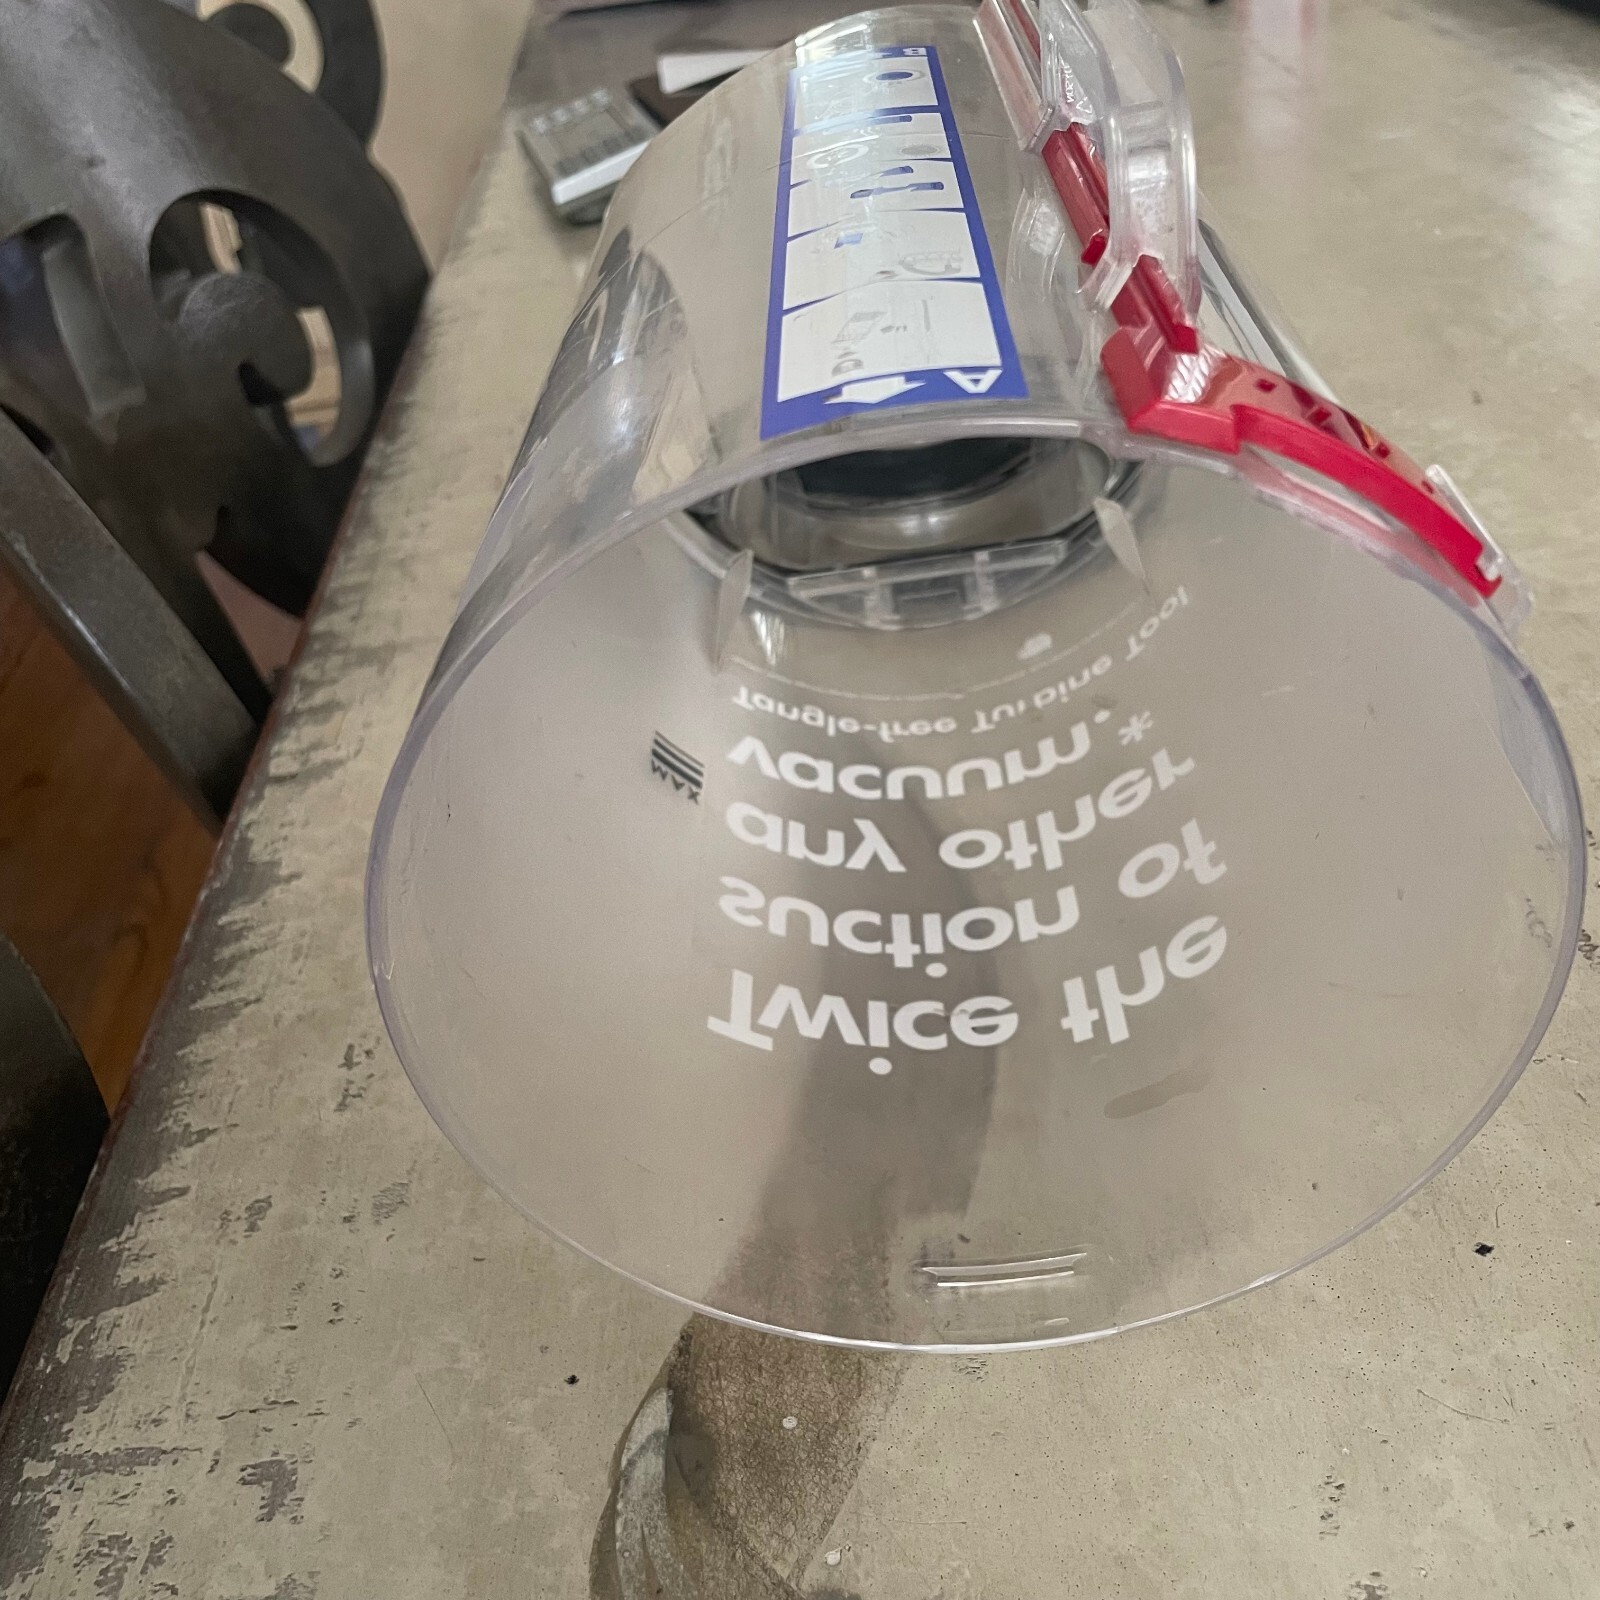 Twice the
suction of
any other
vacuum.*
Tangle-free Turbine Tool
MAX
A
B